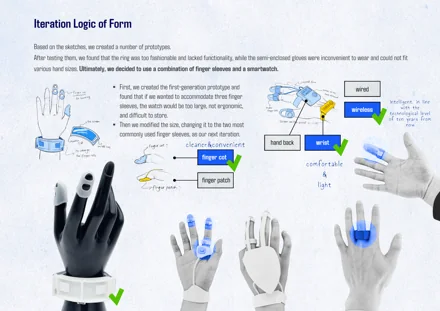 Iteration Logic of Form
Based on the sketches, we created a number of prototypes.
After testing them, we found that the ring was too fashionable and lacked functionality, while the semi-enclosed gloves were inconvenient to wear and could not fit
various hand sizes. Ultimately, we decided to use a combination of finger sleeves and a smartwatch.
• First, we created the first-generation prototype and
found that if we wanted to accommodate three finger
sleeves, the watch would be too large, not ergonomic,
and difficult to store.
• Then we modified the size, changing it to the two most
commonly used finger sleeves, as our next iteration.
cleaner&convenient
finger cot
finger patch
wired
wireless
hand back
wrist
comfortable
&
light
Intelligent, in line
with the
technological level
of ten years from
now